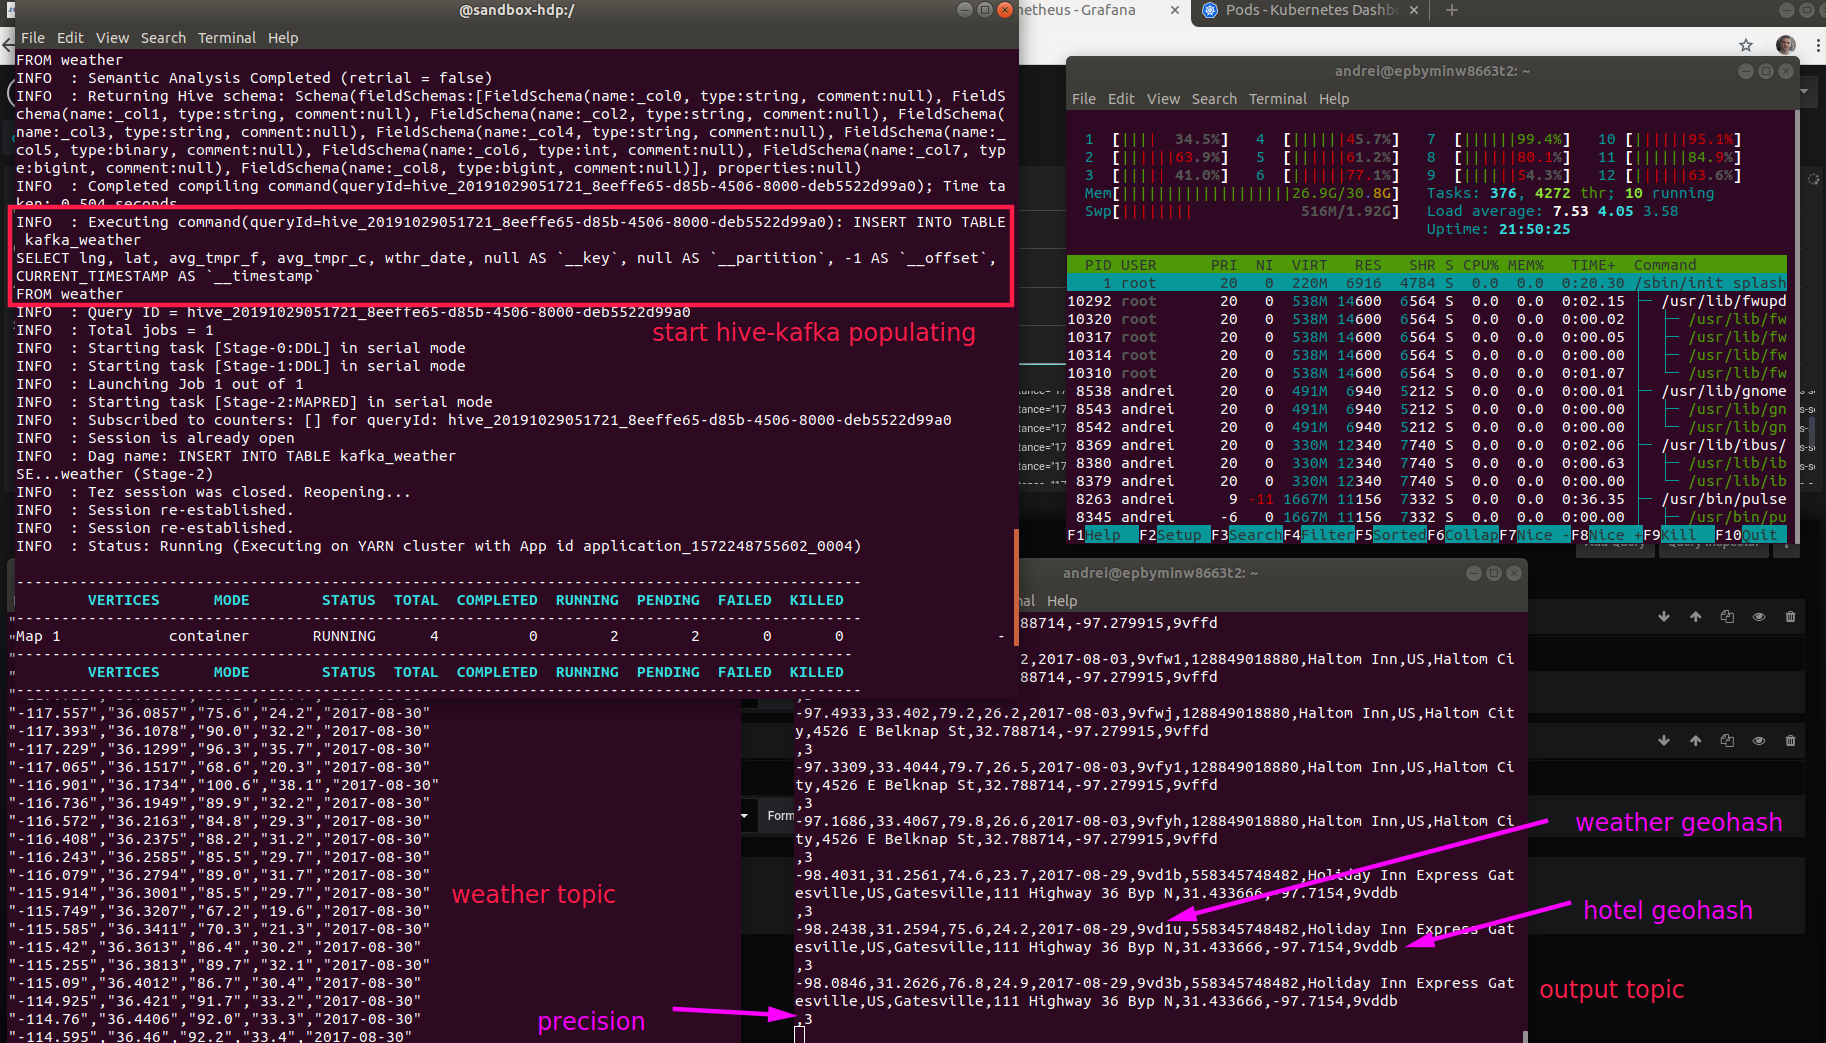 @sandbox-hdp:/
File Edit View Search Terminal Help
FROM weather
INFO  : Semantic Analysis Completed (retrial = false)
INFO  : Returning Hive schema: Schema(fieldSchemas:[FieldSchema(name:_col0, type:string, comment:null), FieldS
chema(name:_col1, type:string, comment:null), FieldSchema(name:_col2, type:string, comment:null), FieldSchema(
name:_col3, type:string, comment:null), FieldSchema(name:_col4, type:string, comment:null), FieldSchema(name:_
col5, type:binary, comment:null), FieldSchema(name:_col6, type:int, comment:null), FieldSchema(name:_col7, typ
e:bigint, comment:null), FieldSchema(name:_col8, type:bigint, comment:null)], properties:null)
INFO  : Completed compiling command(queryId=hive_20191029051721_8eeffe65-d85b-4506-8000-deb5522d99a0); Time ta
ken: 0.504 seconds
INFO  : Executing command(queryId=hive_20191029051721_8eeffe65-d85b-4506-8000-deb5522d99a0): INSERT INTO TABLE
kafka_weather
SELECT lng, lat, avg_tmpr_f, avg_tmpr_c, wthr_date, null AS `__key`, null AS `__partition`, -1 AS `__offset`,
CURRENT_TIMESTAMP AS `__timestamp`
FROM weather
INFO  : Query ID = hive_20191029051721_8eeffe65-d85b-4506-8000-deb5522d99a0
INFO  : Total jobs = 1
INFO  : Starting task [Stage-0:DDL] in serial mode
INFO  : Starting task [Stage-1:DDL] in serial mode
INFO  : Launching Job 1 out of 1
INFO  : Starting task [Stage-2:MAPRED] in serial mode
INFO  : Subscribed to counters: [] for queryId: hive_20191029051721_8eeffe65-d85b-4506-8000-deb5522d99a0
INFO  : Session is already open
INFO  : Dag name: INSERT INTO TABLE kafka_weather
SE...weather (Stage-2)
INFO  : Tez session was closed. Reopening...
INFO  : Session re-established.
INFO  : Session re-established.
INFO  : Status: Running (Executing on YARN cluster with App id application_1572248755602_0004)
VERTICES MODE STATUS TOTAL COMPLETED RUNNING PENDING FAILED KILLED
Map 1 container RUNNING 4 0 2 2 0 0 -
VERTICES MODE STATUS TOTAL COMPLETED RUNNING PENDING FAILED KILLED
start hive-kafka populating
"-117.557","36.0857","75.6","24.2","2017-08-30"
"-117.393","36.1078","90.0","32.2","2017-08-30"
"-117.229","36.1299","96.3","35.7","2017-08-30"
"-117.065","36.1517","68.6","20.3","2017-08-30"
"-116.901","36.1734","100.6","38.1","2017-08-30"
"-116.736","36.1949","89.9","32.2","2017-08-30"
"-116.572","36.2163","84.8","29.3","2017-08-30"
"-116.408","36.2375","88.2","31.2","2017-08-30"
"-116.243","36.2585","85.5","29.7","2017-08-30"
"-116.079","36.2794","89.0","31.7","2017-08-30"
"-115.914","36.3001","85.5","29.7","2017-08-30"
"-115.749","36.3207","67.2","19.6","2017-08-30"
"-115.585","36.3411","70.3","21.3","2017-08-30"
"-115.42","36.3613","86.4","30.2","2017-08-30"
"-115.255","36.3813","89.7","32.1","2017-08-30"
"-115.09","36.4012","86.7","30.4","2017-08-30"
"-114.925","36.421","91.7","33.2","2017-08-30"
"-114.76","36.4406","92.0","33.3","2017-08-30"
"-114.595","36.46","92.2","33.4","2017-08-30"
weather topic
precision
metheus - Grafana
Pods - Kubernetes Dashb
andrei@epbyminw8663t2: ~
File Edit View Search Terminal Help
1 [|||| 34.5%] 4 [||||||45.7%] 7 [||||||99.4%] 10 [||||||95.1%]
2 [||||||63.9%] 5 [||||||61.2%] 8 [||||||80.1%] 11 [||||||84.9%]
3 [|||| 41.0%] 6 [||||||77.1%] 9 [||||||54.3%] 12 [||||||63.6%]
Mem[|||||||||||||||||||26.9G/30.8G] Tasks: 376, 4272 thr; 10 running
Swp[|||||||| 516M/1.92G] Load average: 7.53 4.05 3.58
Uptime: 21:50:25
PID USER PRI NI VIRT RES SHR S CPU% MEM% TIME+ Command
1 root 20 0 220M 6916 4784 S 0.0 0.0 0:20.30 /sbin/init splash
10292 root 20 0 538M 14600 6564 S 0.0 0.0 0:02.15 /usr/lib/fwupd
10320 root 20 0 538M 14600 6564 S 0.0 0.0 0:00.02 /usr/lib/fw
10317 root 20 0 538M 14600 6564 S 0.0 0.0 0:00.05 /usr/lib/fw
10314 root 20 0 538M 14600 6564 S 0.0 0.0 0:00.00 /usr/lib/fw
10310 root 20 0 538M 14600 6564 S 0.0 0.0 0:01.07 /usr/lib/fw
8538 andrei 20 0 491M 6940 5212 S 0.0 0.0 0:00.01 /usr/lib/gnome
8543 andrei 20 0 491M 6940 5212 S 0.0 0.0 0:00.00 /usr/lib/gn
8542 andrei 20 0 491M 6940 5212 S 0.0 0.0 0:00.00 /usr/lib/gn
8369 andrei 20 0 330M 12340 7740 S 0.0 0.0 0:02.06 /usr/lib/ibus/
8380 andrei 20 0 330M 12340 7740 S 0.0 0.0 0:00.63 /usr/lib/ib
8379 andrei 20 0 330M 12340 7740 S 0.0 0.0 0:00.00 /usr/lib/ib
8263 andrei 9 -11 1667M 11156 7332 S 0.0 0.0 0:36.35 /usr/bin/pulse
8345 andrei -6 0 1667M 11156 7332 S 0.0 0.0 0:00.00 /usr/bin/pu
F1Help F2Setup F3SearchF4FilterF5SortedF6CollapF7Nice -F8Nice +F9Kill F10Quit
andrei@epbyminw8663t2: ~
nal Help
788714,-97.279915,9vffd
2,2017-08-03,9vfw1,128849018880,Haltom Inn,US,Haltom Ci
788714,-97.279915,9vffd
-97.4933,33.402,79.2,26.2,2017-08-03,9vfwj,128849018880,Haltom Inn,US,Haltom Cit
y,4526 E Belknap St,32.788714,-97.279915,9vffd
,3
-97.3309,33.4044,79.7,26.5,2017-08-03,9vfy1,128849018880,Haltom Inn,US,Haltom Ci
ty,4526 E Belknap St,32.788714,-97.279915,9vffd
,3
-97.1686,33.4067,79.8,26.6,2017-08-03,9vfyh,128849018880,Haltom Inn,US,Haltom Ci
ty,4526 E Belknap St,32.788714,-97.279915,9vffd
,3
-98.4031,31.2561,74.6,23.7,2017-08-29,9vd1b,558345748482,Holiday Inn Express Gat
esville,US,Gatesville,111 Highway 36 Byp N,31.433666,-97.7154,9vddb
,3
-98.2438,31.2594,75.6,24.2,2017-08-29,9vd1u,558345748482,Holiday Inn Express Gat
esville,US,Gatesville,111 Highway 36 Byp N,31.433666,-97.7154,9vddb
,3
-98.0846,31.2626,76.8,24.9,2017-08-29,9vd3b,558345748482,Holiday Inn Express Gat
esville,US,Gatesville,111 Highway 36 Byp N,31.433666,-97.7154,9vddb
,3
Form
weather geohash
hotel geohash
output topic